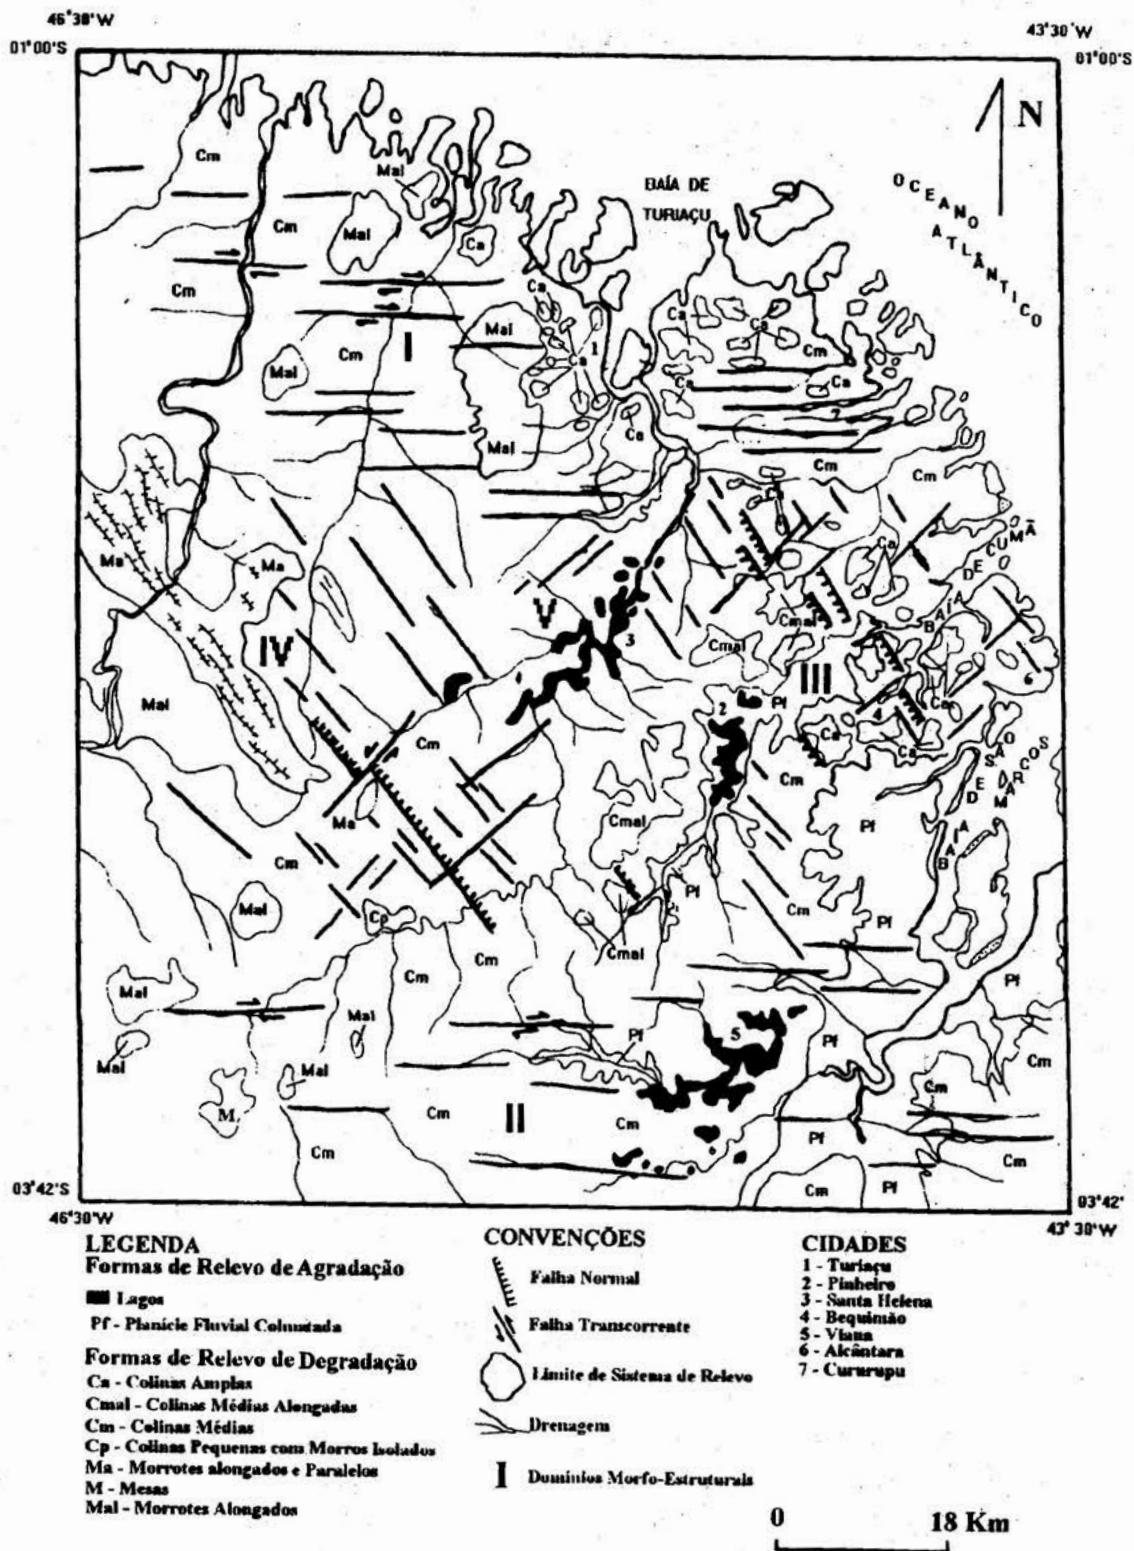 46°30'W
43°30'W
01°00'S
01°00'S
N
OCEANO
ATLÂNTICO
BAÍA DE
TURIAÇU
Cm
Mal
Cm
Mal
Ca
Cm
Ca
Mal
Ca
Ca
Ca
1
Cm
I
Cm
Mal
Ca
Ca
7
Mal
Ca
Cm
Cm
Ca
Ma
Ma
Ca
BAÍA DE CUMÃ
V
Cmal
IV
3
Cmal
III
6
Mal
2
Pf
Ca
4
Ca
Ca
BAÍA DE SÃO MARCOS
Cm
Cm
Ma
Cmal
Pf
Cm
Pf
Mal
Cp
Cm
Pf
Cm
Cm
Cmal
Mal
Pf
Mal
Pf
5
Pf
Mal
Mal
Cm
Cm
M
Cm
II
Cm
Cm
Pf
Cm
Cm
Pf
03°42'S
03°42'
46°30'W
43°30'W
LEGENDA
Formas de Relevo de Agradação
Lagos
Pf - Planície Fluvial Colmatada
Formas de Relevo de Degradação
Ca - Colinas Amplas
Cmal - Colinas Médias Alongadas
Cm - Colinas Médias
Cp - Colinas Pequenas com Morros Isolados
Ma - Morrotes alongados e Paralelos
M - Mesas
Mal - Morrotes Alongados
CONVENÇÕES
Falha Normal
Falha Transcorrente
Limite de Sistema de Relevo
Drenagem
I Domínios Morfo-Estruturais
CIDADES
1 - Turiaçu
2 - Pinheiro
3 - Santa Helena
4 - Bequimão
5 - Viana
6 - Alcântara
7 - Cururupu
0 18 Km